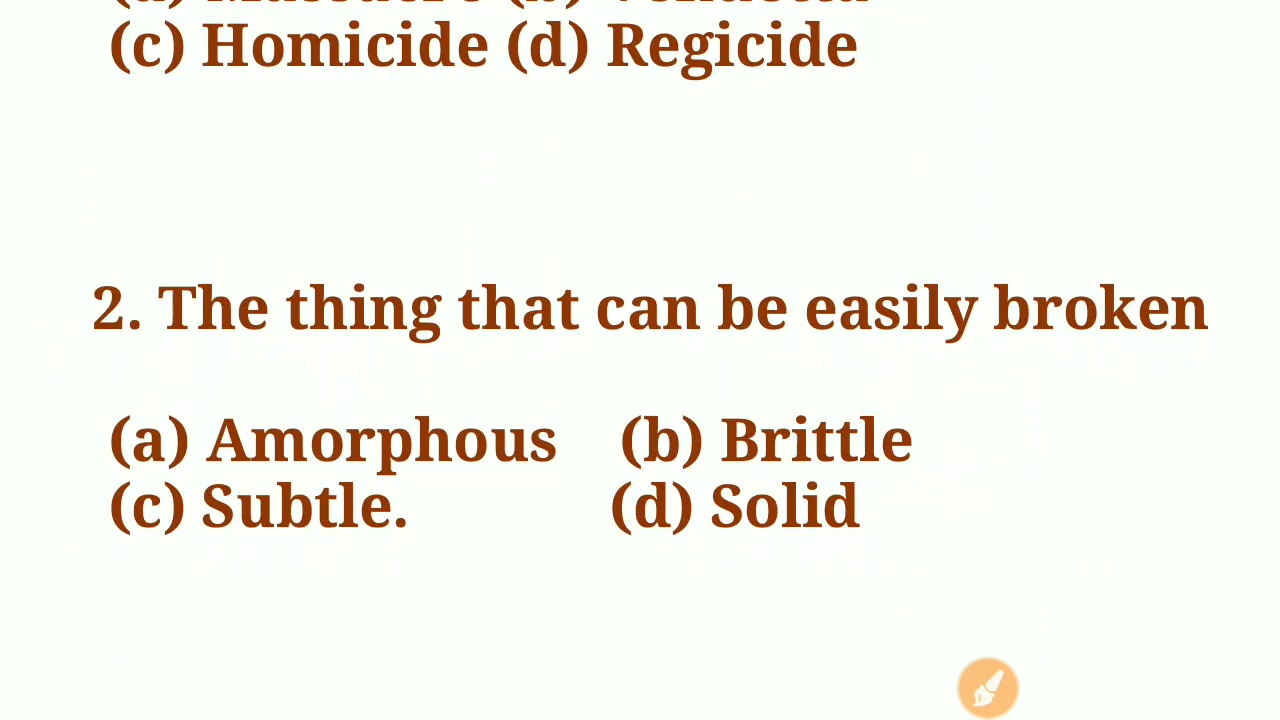 (c) Homicide (d) Regicide
2. The thing that can be easily broken
(a) Amorphous (b) Brittle
(c) Subtle. (d) Solid